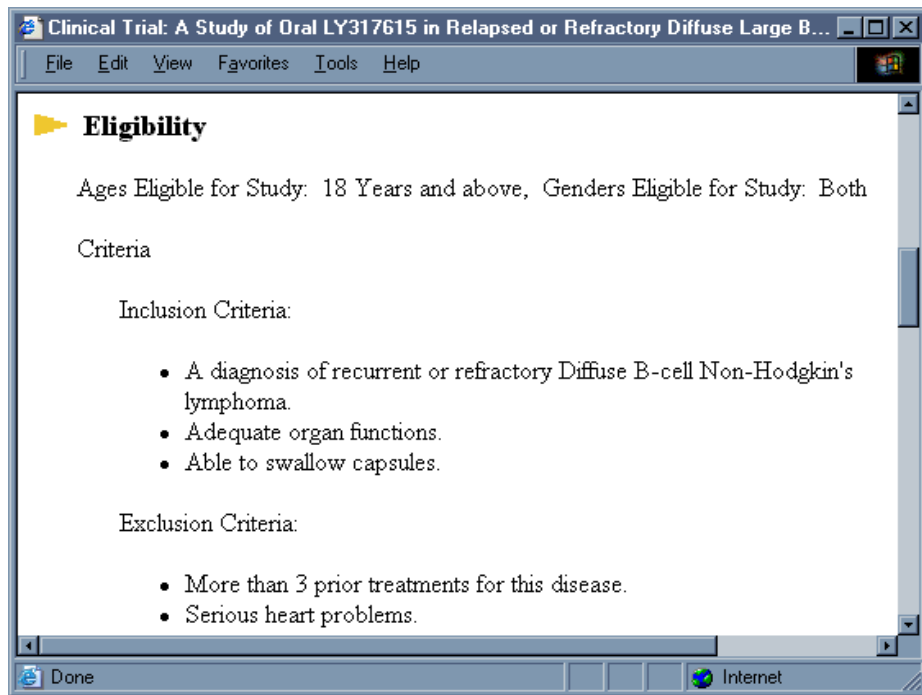 Clinical Trial: A Study of Oral LY317615 in Relapsed or Refractory Diffuse Large B...
File Edit View Favorites Tools Help
Eligibility
Ages Eligible for Study: 18 Years and above, Genders Eligible for Study: Both
Criteria
Inclusion Criteria:
• A diagnosis of recurrent or refractory Diffuse B-cell Non-Hodgkin's
lymphoma.
• Adequate organ functions.
• Able to swallow capsules.
Exclusion Criteria:
• More than 3 prior treatments for this disease.
• Serious heart problems.
Done Internet